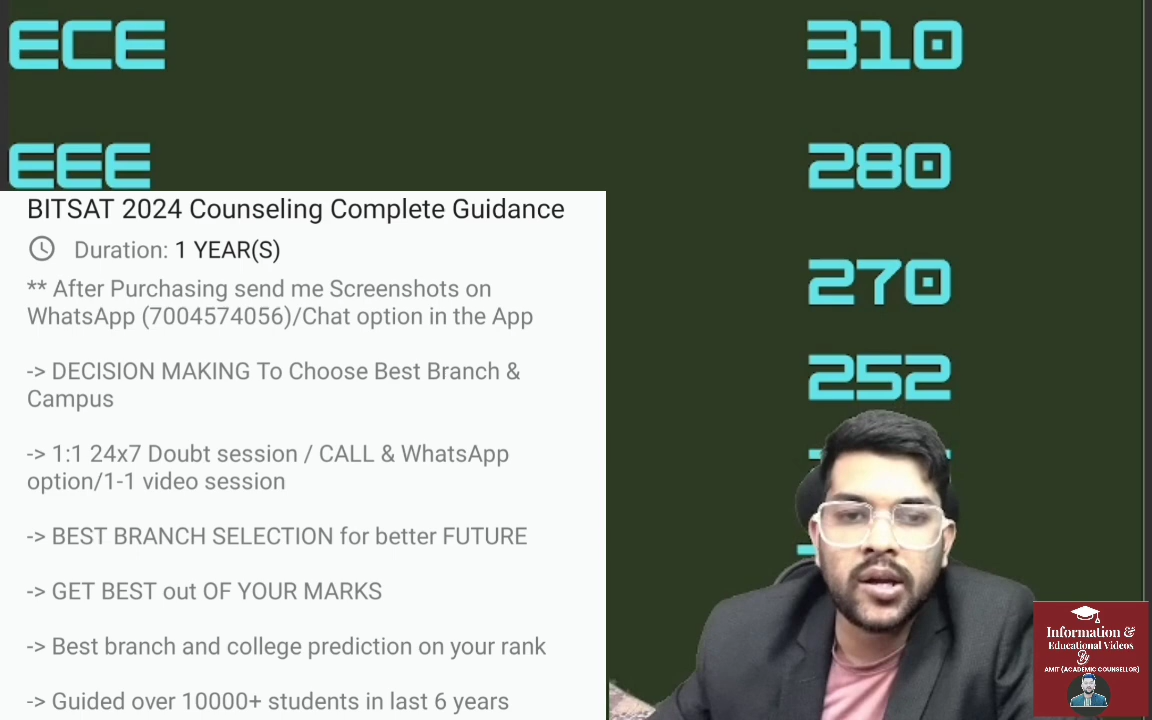 ECE 310
EEE 280
270
252
BITSAT 2024 Counseling Complete Guidance
Duration: 1 YEAR(S)
** After Purchasing send me Screenshots on
WhatsApp (7004574056)/Chat option in the App
-> DECISION MAKING To Choose Best Branch &
Campus
-> 1:1 24x7 Doubt session / CALL & WhatsApp
option/1-1 video session
-> BEST BRANCH SELECTION for better FUTURE
-> GET BEST out OF YOUR MARKS
-> Best branch and college prediction on your rank
-> Guided over 10000+ students in last 6 years
Information &
Educational Videos
By
AMIT (ACADEMIC COUNSELLOR)